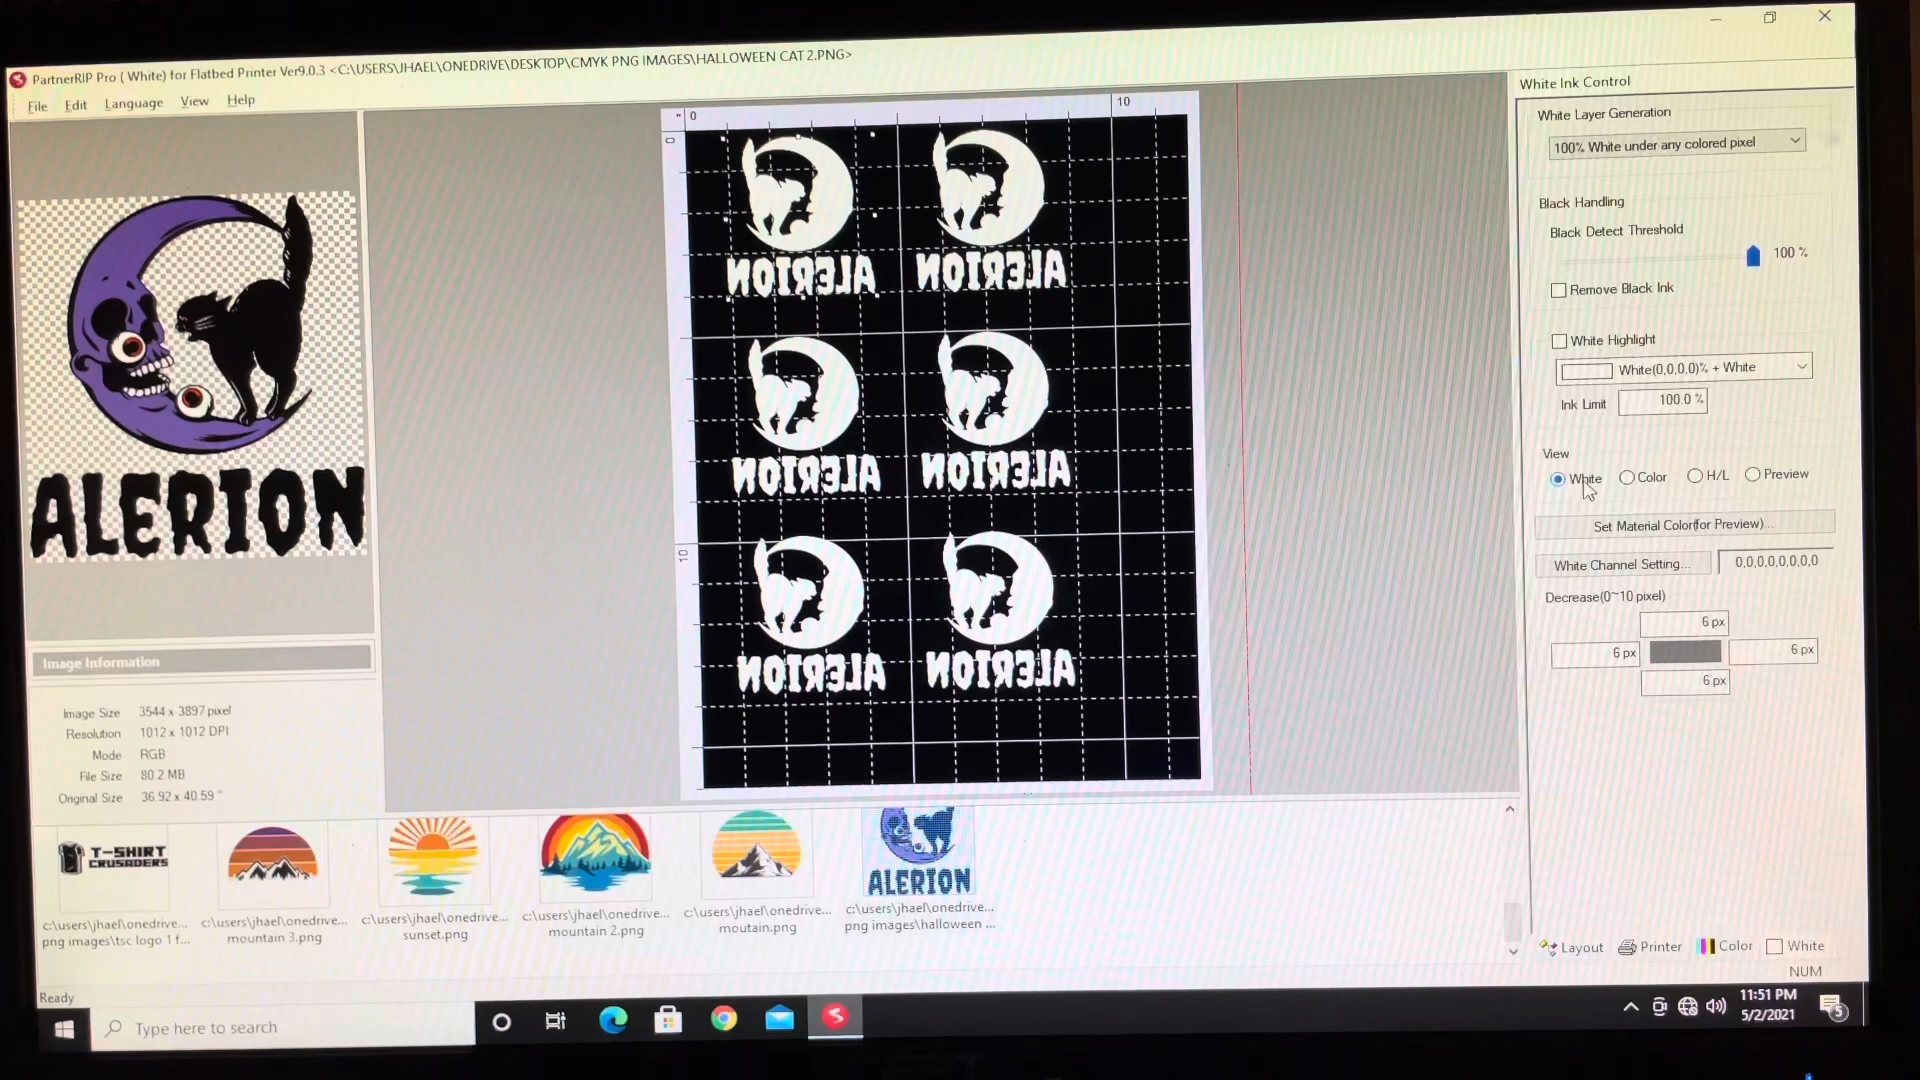 PartnerRIP Pro ( White) for Flatbed Printer Ver9.0.3 <C:\USERS\JHAEL\ONEDRIVE\DESKTOP\CMYK PNG IMAGES\HALLOWEEN CAT 2.PNG>
File Edit Language View Help
ALERION
Image Information
Image Size 3544 x 3897 pixel
Resolution 1012 x 1012 DPI
Mode RGB
File Size 80.2 MB
Original Size 36.92 x 40.59 "
" 0 10
0
10
ALERION ALERION
ALERION ALERION
ALERION ALERION
White Ink Control
White Layer Generation
100% White under any colored pixel
Black Handling
Black Detect Threshold
100 %
Remove Black Ink
White Highlight
White(0,0,0,0)% + White
Ink Limit 100.0 %
View
White Color H/L Preview
Set Material Color(for Preview)...
White Channel Setting... 0,0,0,0,0,0,0,0
Decrease(0~10 pixel)
6 px
6 px 6 px
6 px
T-SHIRT
CRUSADERS
ALERION
c:\users\jhael\onedrive...
png images\tsc logo 1 f...
c:\users\jhael\onedrive...
mountain 3.png
c:\users\jhael\onedrive...
sunset.png
c:\users\jhael\onedrive...
mountain 2.png
c:\users\jhael\onedrive...
moutain.png
c:\users\jhael\onedrive...
png images\halloween ...
Layout Printer Color White
NUM
Ready
Type here to search
11:51 PM
5/2/2021
5